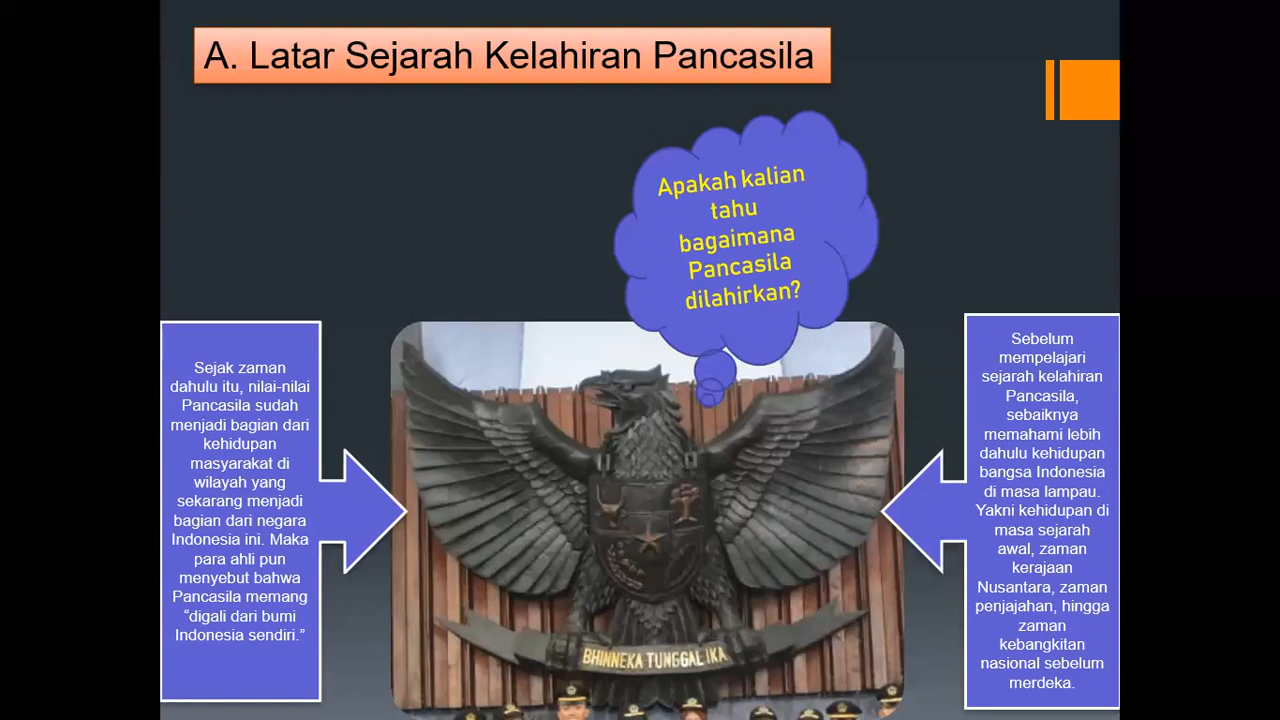 A. Latar Sejarah Kelahiran Pancasila
Apakah kalian
tahu
bagaimana
Pancasila
dilahirkan?
Sejak zaman
dahulu itu, nilai-nilai
Pancasila sudah
menjadi bagian dari
kehidupan
masyarakat di
wilayah yang
sekarang menjadi
bagian dari negara
Indonesia ini. Maka
para ahli pun
menyebut bahwa
Pancasila memang
“digali dari bumi
Indonesia sendiri.”
BHINNEKA TUNGGAL IKA
Sebelum
mempelajari
sejarah kelahiran
Pancasila,
sebaiknya
memahami lebih
dahulu kehidupan
bangsa Indonesia
di masa lampau.
Yakni kehidupan di
masa sejarah
awal, zaman
kerajaan
Nusantara, zaman
penjajahan, hingga
zaman
kebangkitan
nasional sebelum
merdeka.